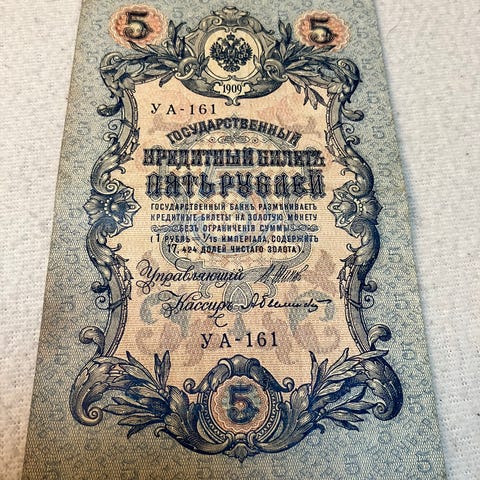 5 5
1909
УА-161
ГОСУДАРСТВЕННЫЙ
КРЕДИТНЫЙ БИЛЕТЪ
ПЯТЬ РУБЛЕЙ
ГОСУДАРСТВЕННЫЙ БАНКЪ РАЗМѢНИВАЕТЪ
КРЕДИТНЫЕ БИЛЕТЫ НА ЗОЛОТУЮ МОНЕТУ
БЕЗЪ ОГРАНИЧЕНІЯ СУММЫ
(1 РУБЛЬ = 1/15 ИМПЕРІАЛА, СОДЕРЖИТЪ
17,424 ДОЛЕЙ ЧИСТАГО ЗОЛОТА).
Управляющій
Кассиръ
УА-161
5